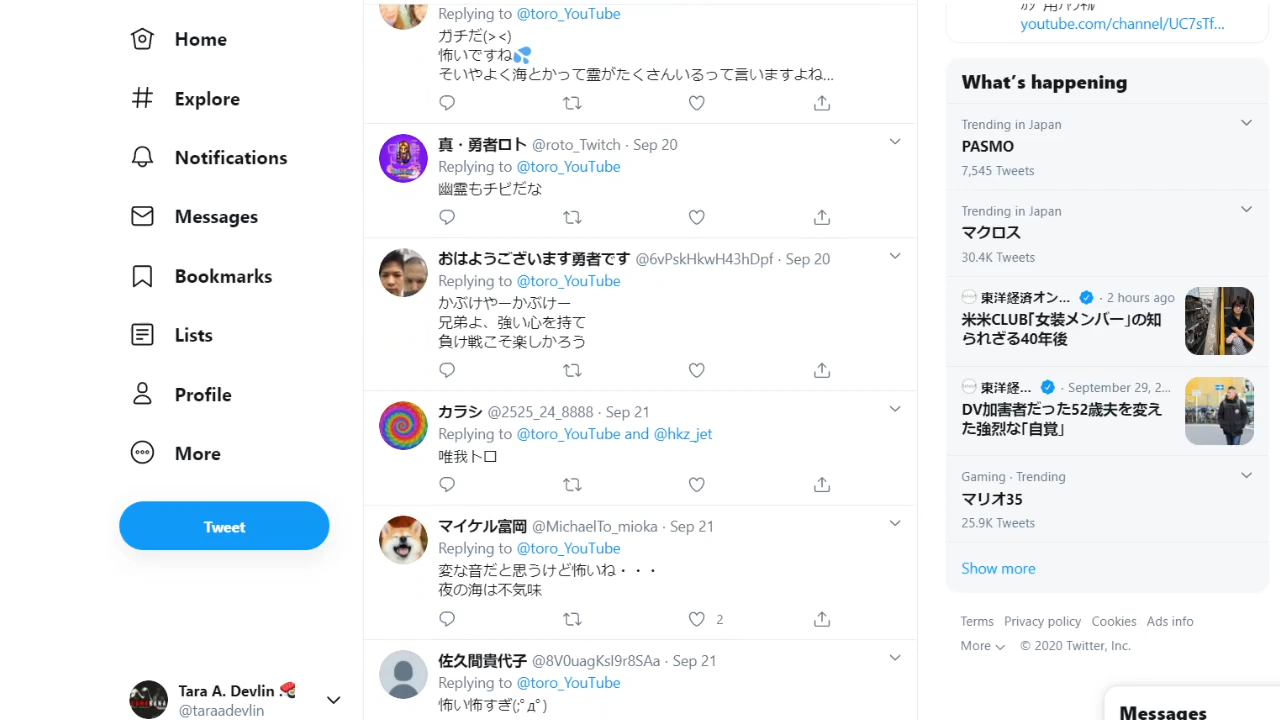 Home
Explore
Notifications
Messages
Bookmarks
Lists
Profile
More
Tweet
Tara A. Devlin
@taraadevlin
Replying to @toro_YouTube
ガチだ(><)
怖いですね💦
そいやよく海とかって霊がたくさんいるって言いますよね...
真・勇者ロト @roto_Twitch · Sep 20
Replying to @toro_YouTube
幽霊もチビだな
おはようございます勇者です @6vPskHkwH43hDpf · Sep 20
Replying to @toro_YouTube
かぶけやーかぶけー
兄弟よ、強い心を持て
負け戦こそ楽しかろう
カラシ @2525_24_8888 · Sep 21
Replying to @toro_YouTube and @hkz_jet
唯我トロ
マイケル富岡 @MichaelTo_mioka · Sep 21
Replying to @toro_YouTube
変な音だと思うけど怖いね・・・
夜の海は不気味
2
佐久間貴代子 @8V0uagKsI9r8SAa · Sep 21
Replying to @toro_YouTube
怖い怖すぎ(;ﾟдﾟ)
youtube.com/channel/UC7sTf...
What's happening
Trending in Japan
PASMO
7,545 Tweets
Trending in Japan
マクロス
30.4K Tweets
東洋経済オン... · 2 hours ago
米米CLUB｢女装メンバー｣の知
られざる40年後
東洋経... · September 29, 2...
DV加害者だった52歳夫を変え
た強烈な｢自覚｣
Gaming · Trending
マリオ35
25.9K Tweets
Show more
Terms Privacy policy Cookies Ads info
More © 2020 Twitter, Inc.
Messages